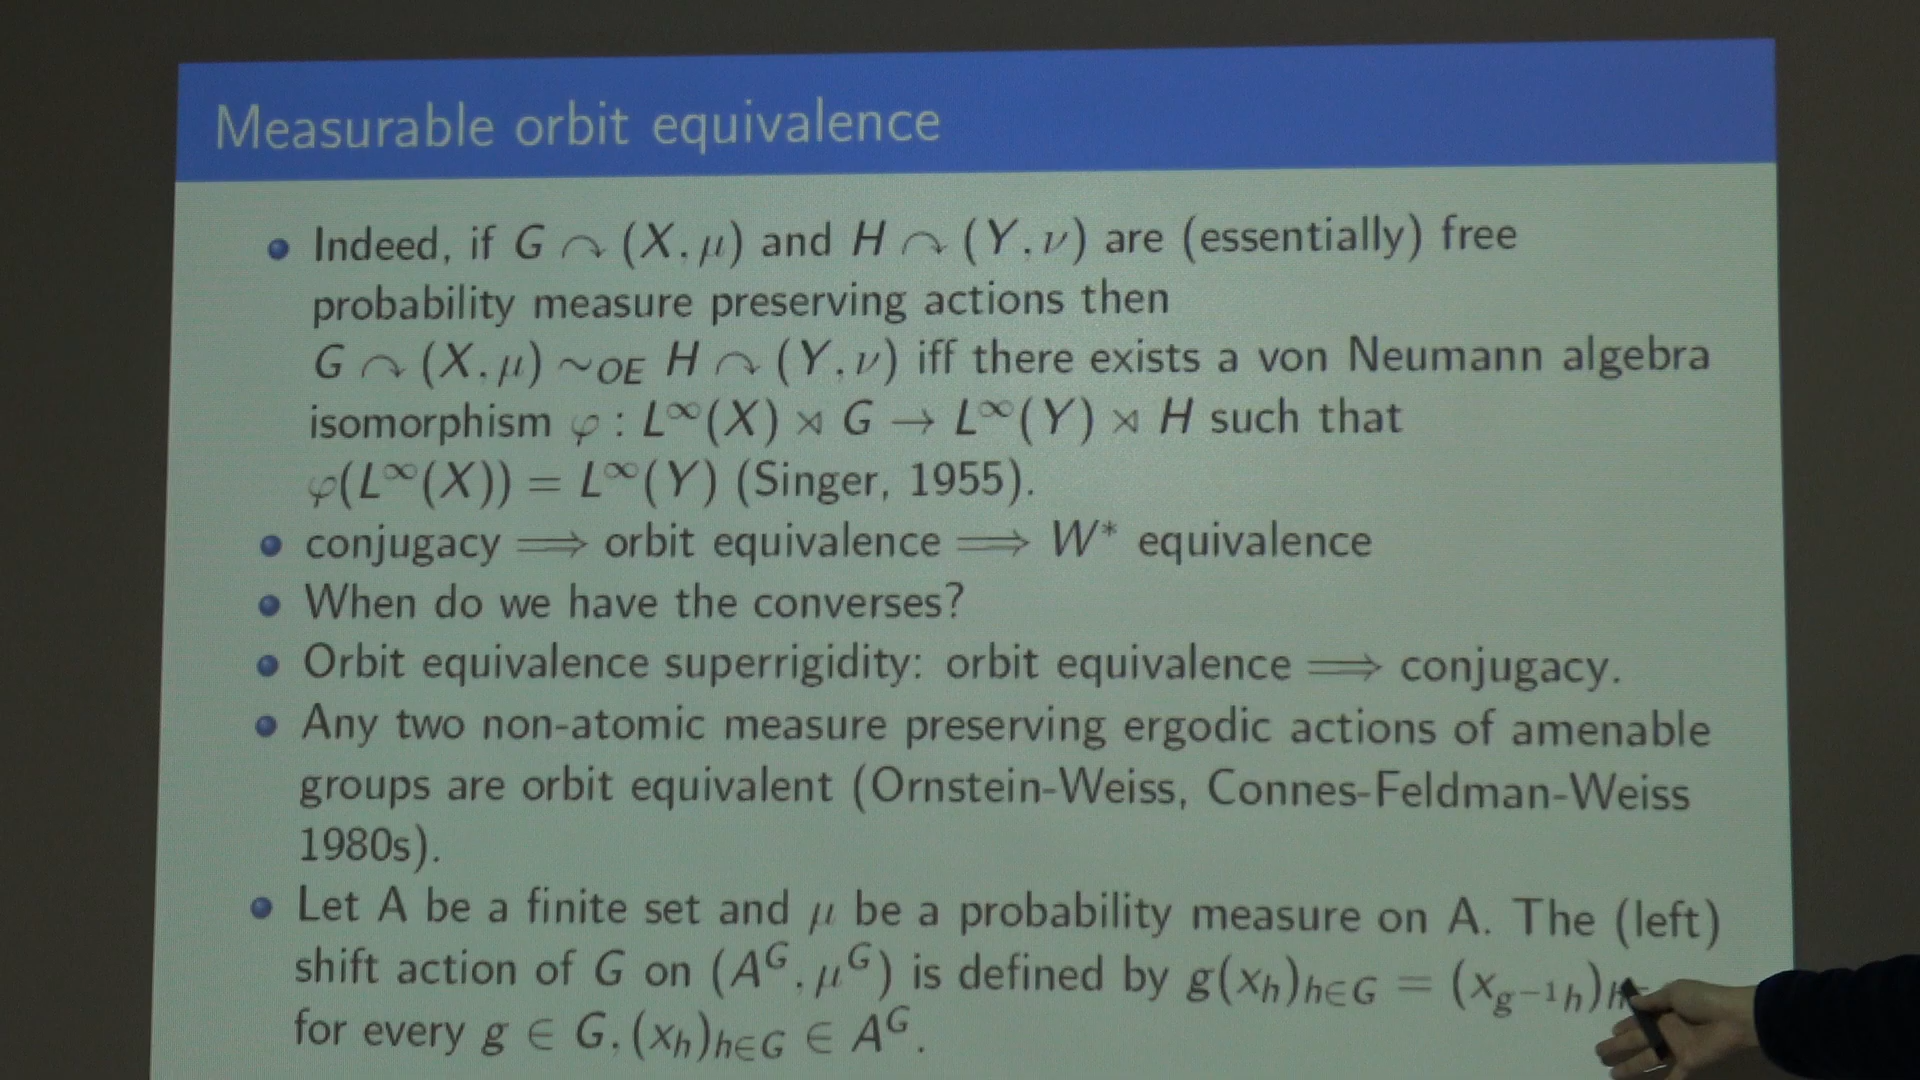 Measurable orbit equivalence
• Indeed, if G ↷ (X, μ) and H ↷ (Y, ν) are (essentially) free
probability measure preserving actions then
G ↷ (X, μ) ∼OE H ↷ (Y, ν) iff there exists a von Neumann algebra
isomorphism φ : L∞(X) ⋊ G → L∞(Y) ⋊ H such that
φ(L∞(X)) = L∞(Y) (Singer, 1955).
• conjugacy ⟹ orbit equivalence ⟹ W* equivalence
• When do we have the converses?
• Orbit equivalence superrigidity: orbit equivalence ⟹ conjugacy.
• Any two non-atomic measure preserving ergodic actions of amenable
groups are orbit equivalent (Ornstein-Weiss, Connes-Feldman-Weiss
1980s).
• Let A be a finite set and μ be a probability measure on A. The (left)
shift action of G on (A^G, μ^G) is defined by g(x_h)_{h∈G} = (x_{g⁻¹h})_h
for every g ∈ G, (x_h)_{h∈G} ∈ A^G.